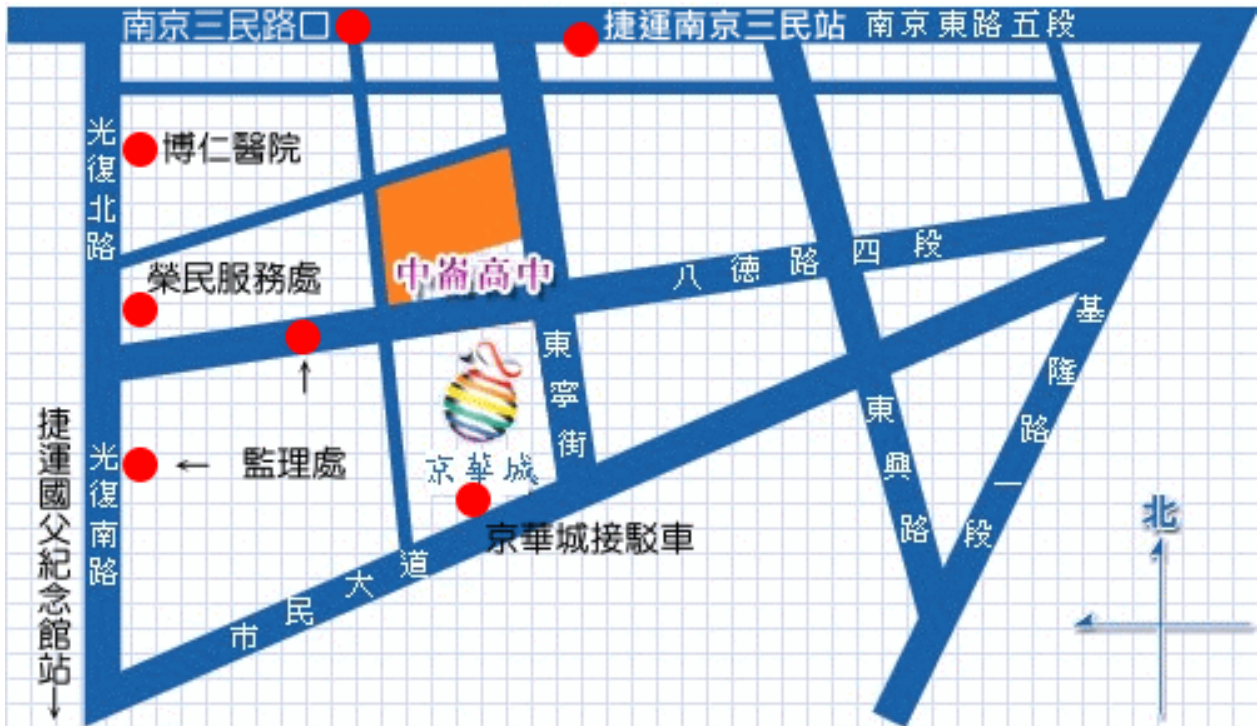 南京三民路口
捷運南京三民站
南京東路五段
光復北路
博仁醫院
榮民服務處
中崙高中
八德路四段
東寧街
基隆路一段
捷運國父紀念館站↓
光復南路
← 監理處
↑
京華城
東興路
京華城接駁車
市民大道
北